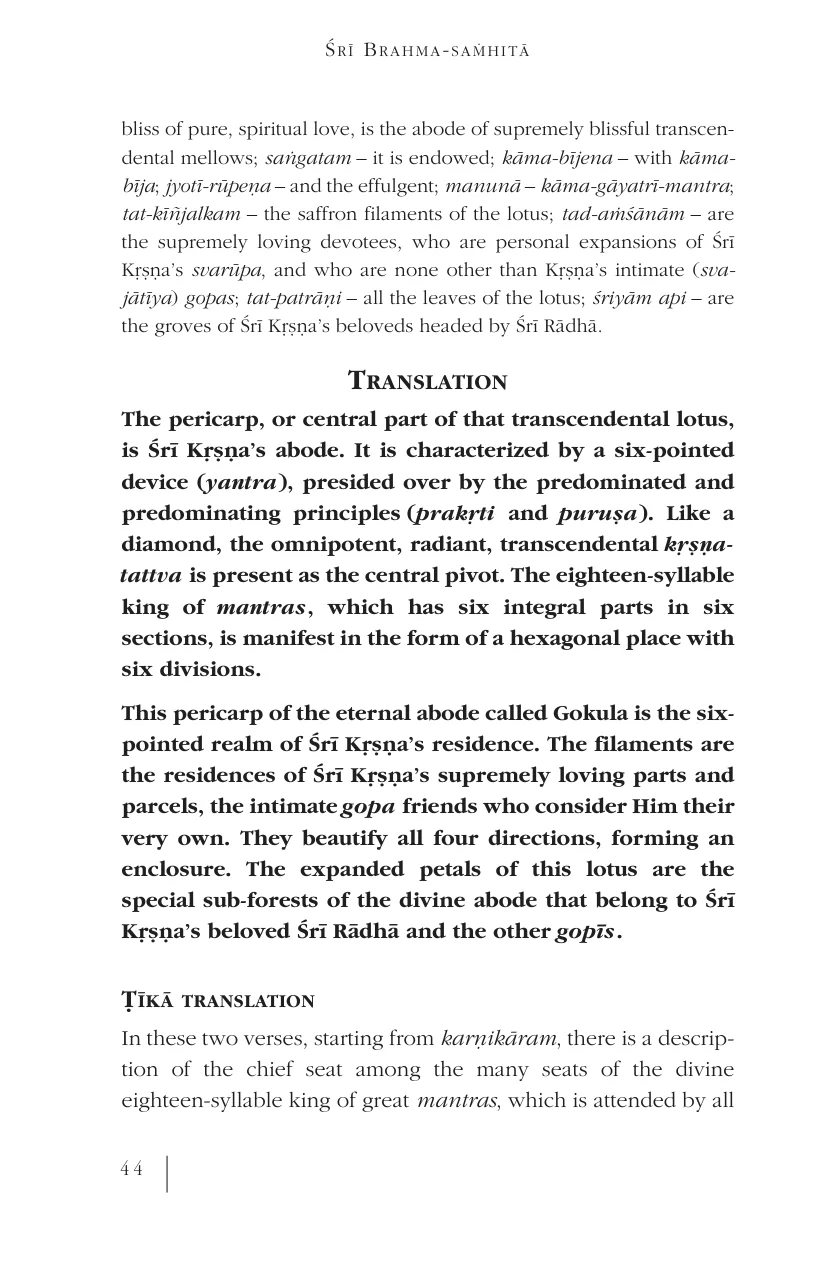 ŚRĪ BRAHMA-SAṀHITĀ
bliss of pure, spiritual love, is the abode of supremely blissful transcen-
dental mellows; saṅgatam – it is endowed; kāma-bījena – with kāma-
bīja; jyotī-rūpeṇa – and the effulgent; manunā – kāma-gāyatrī-mantra;
tat-kīñjalkam – the saffron filaments of the lotus; tad-aṁśānām – are
the supremely loving devotees, who are personal expansions of Śrī
Kṛṣṇa’s svarūpa, and who are none other than Kṛṣṇa’s intimate (sva-
jātīya) gopas; tat-patrāṇi – all the leaves of the lotus; śriyām api – are
the groves of Śrī Kṛṣṇa’s beloveds headed by Śrī Rādhā.
TRANSLATION
The pericarp, or central part of that transcendental lotus,
is Śrī Kṛṣṇa’s abode. It is characterized by a six-pointed
device (yantra), presided over by the predominated and
predominating principles (prakṛti and puruṣa). Like a
diamond, the omnipotent, radiant, transcendental kṛṣṇa-
tattva is present as the central pivot. The eighteen-syllable
king of mantras, which has six integral parts in six
sections, is manifest in the form of a hexagonal place with
six divisions.
This pericarp of the eternal abode called Gokula is the six-
pointed realm of Śrī Kṛṣṇa’s residence. The filaments are
the residences of Śrī Kṛṣṇa’s supremely loving parts and
parcels, the intimate gopa friends who consider Him their
very own. They beautify all four directions, forming an
enclosure. The expanded petals of this lotus are the
special sub-forests of the divine abode that belong to Śrī
Kṛṣṇa’s beloved Śrī Rādhā and the other gopīs.
ṬĪKĀ TRANSLATION
In these two verses, starting from karṇikāram, there is a descrip-
tion of the chief seat among the many seats of the divine
eighteen-syllable king of great mantras, which is attended by all
44